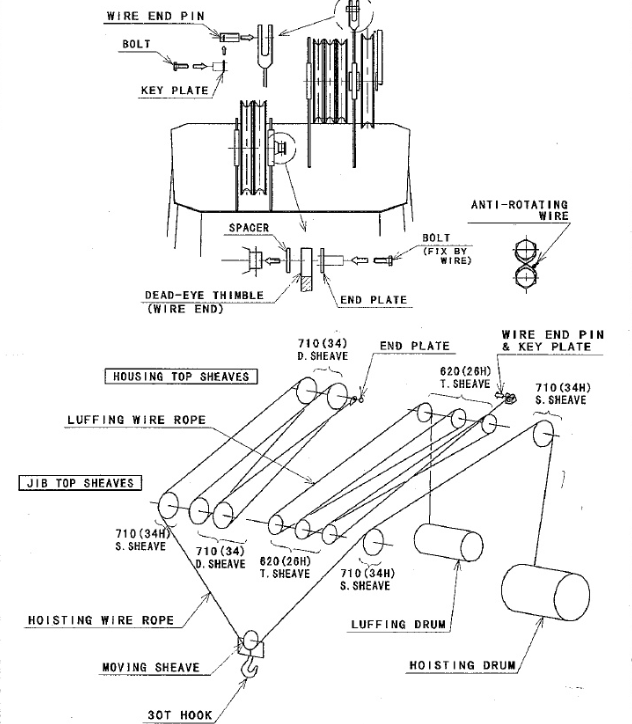 WIRE END PIN
BOLT
KEY PLATE
ANTI-ROTATING
WIRE
SPACER
BOLT
(FIX BY
WIRE)
DEAD-EYE THIMBLE
(WIRE END)
END PLATE
WIRE END PIN
& KEY PLATE
710(34)
D. SHEAVE
END PLATE
620(26H)
T. SHEAVE
710(34H)
S. SHEAVE
HOUSING TOP SHEAVES
LUFFING WIRE ROPE
JIB TOP SHEAVES
710(34H)
S. SHEAVE
710(34)
D. SHEAVE
620(26H)
T. SHEAVE
710(34H)
S. SHEAVE
HOISTING WIRE ROPE
LUFFING DRUM
MOVING SHEAVE
HOISTING DRUM
30T HOOK